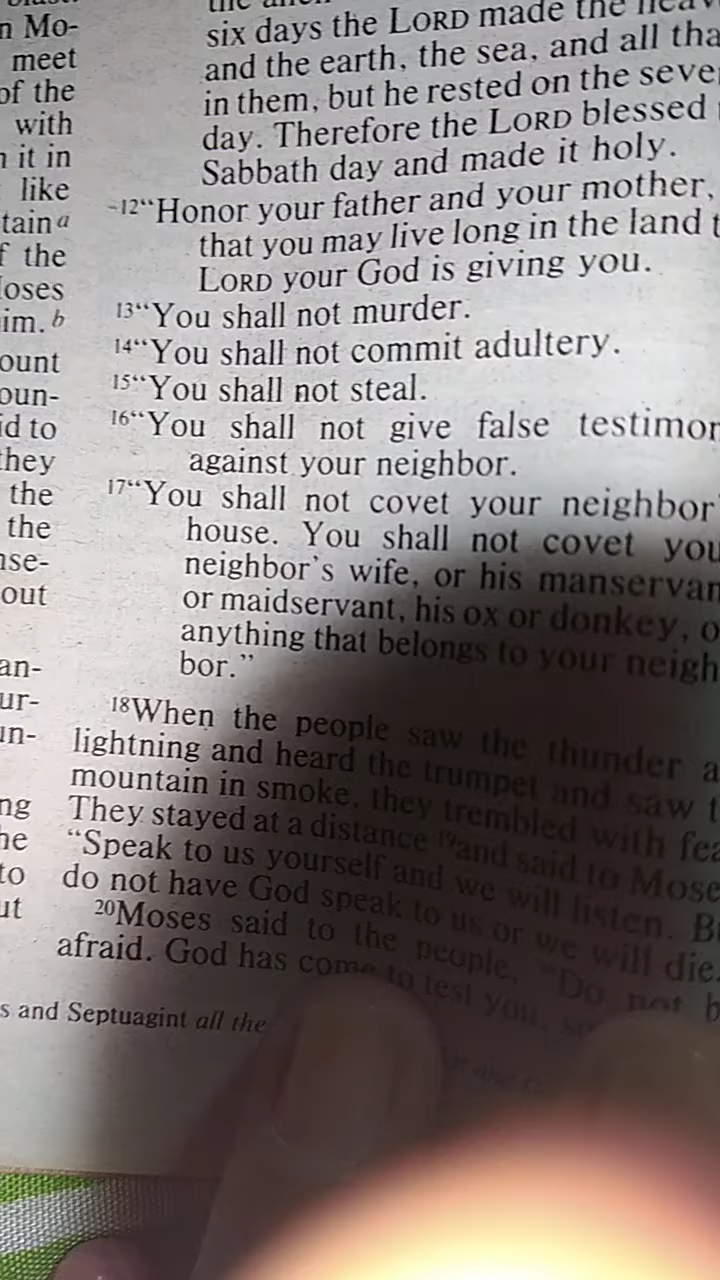 n Mo-
meet
of the
with
it in
like
tain a
f the
oses
im. b
ount
oun-
id to
they
the
the
nse-
out
an-
ur-
un-
ng
he
to
ut
six days the LORD made the
and the earth, the sea, and all tha
in them, but he rested on the seve
day. Therefore the LORD blessed
Sabbath day and made it holy.
12“Honor your father and your mother,
that you may live long in the land t
LORD your God is giving you.
13“You shall not murder.
14“You shall not commit adultery.
15“You shall not steal.
16“You shall not give false testimon
against your neighbor.
17“You shall not covet your neighbor'
house. You shall not covet you
neighbor's wife, or his manservan
or maidservant, his ox or donkey, o
anything that belongs to your neigh
bor.”
18When the people saw the thunder a
lightning and heard the trumpet and saw t
mountain in smoke, they trembled with fea
They stayed at a distance 19and said to Mose
“Speak to us yourself and we will listen. Bu
do not have God speak to us or we will die.
20Moses said to the people, “Do not b
afraid. God has come to test you, so
s and Septuagint all the